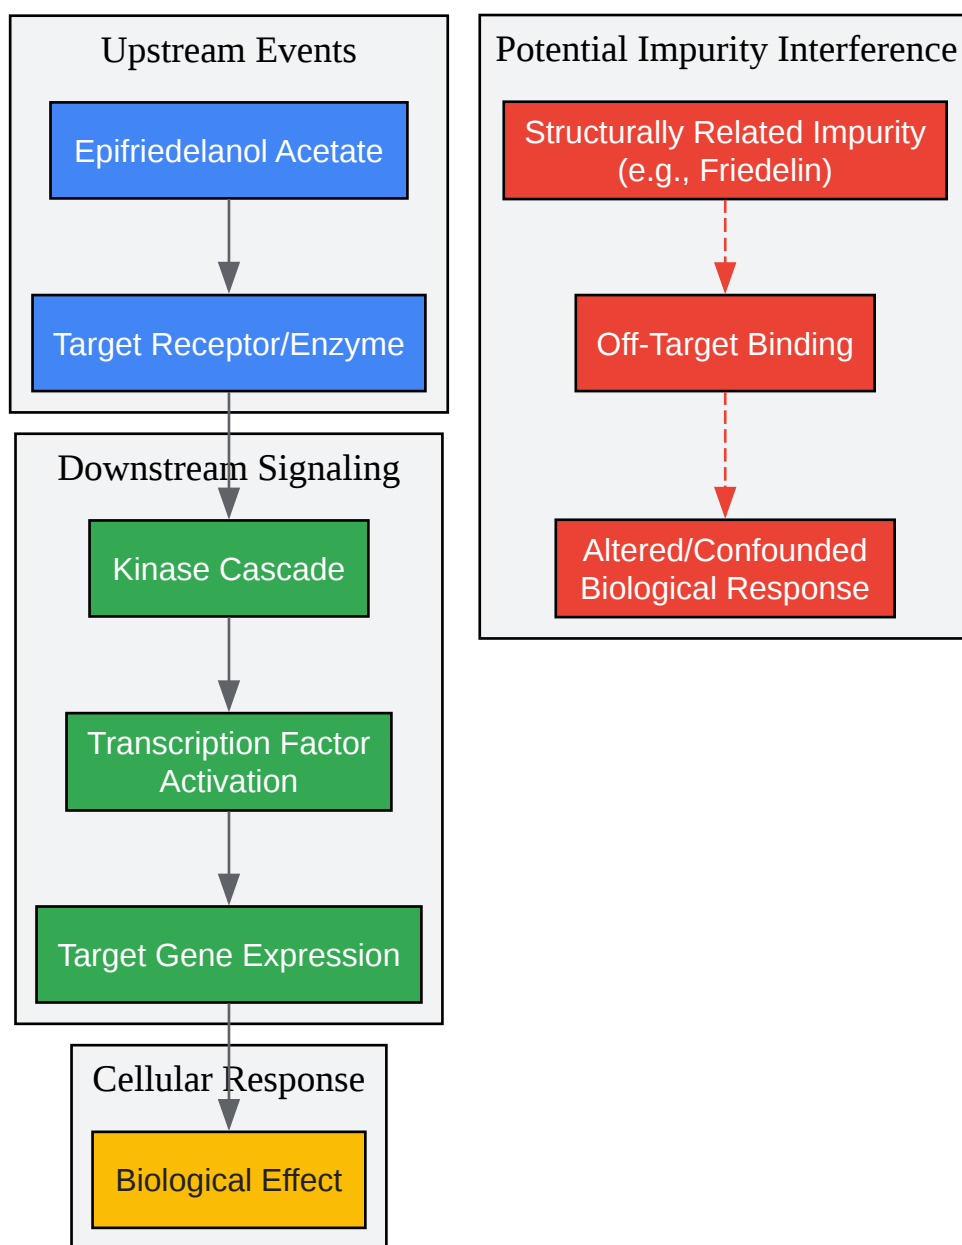 Upstream Events
Epifriedelanol Acetate
Target Receptor/Enzyme
Downstream Signaling
Kinase Cascade
Transcription Factor
Activation
Target Gene Expression
Cellular Response
Biological Effect
Potential Impurity Interference
Structurally Related Impurity
(e.g., Friedelin)
Off-Target Binding
Altered/Confounded
Biological Response